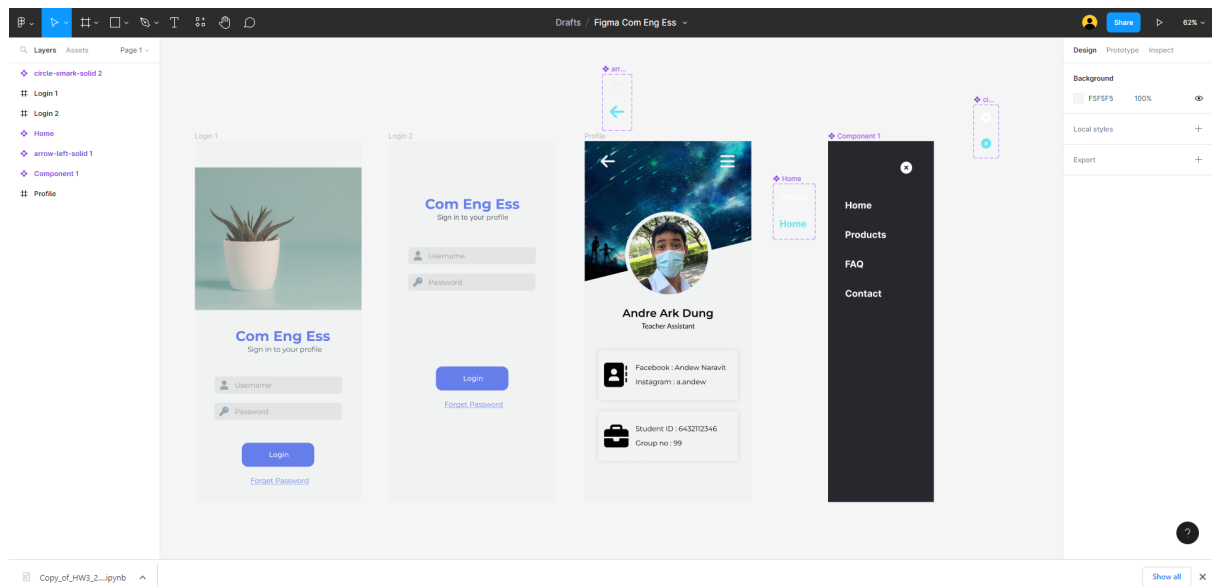 Drafts / Figma Com Eng Ess
Share
62%
Layers Assets Page 1
Design Prototype Inspect
circle-xmark-solid 2
Login 1
Login 2
Home
arrow-left-solid 1
Component 1
Profile
Background
F5F5F5 100%
Local styles
Export
Login 1
Com Eng Ess
Sign in to your profile
Username
Password
Login
Forget Password
Login 2
Com Eng Ess
Sign in to your profile
Username
Password
Login
Forget Password
arr...
Profile
Andre Ark Dung
Teacher Assistant
Facebook : Andew Naravit
Instagram : a.andew
Student ID : 6432112346
Group no : 99
Home
Home
Home
Component 1
Home
Products
FAQ
Contact
ci...
?
Copy_of_HW3_2....ipynb
Show all